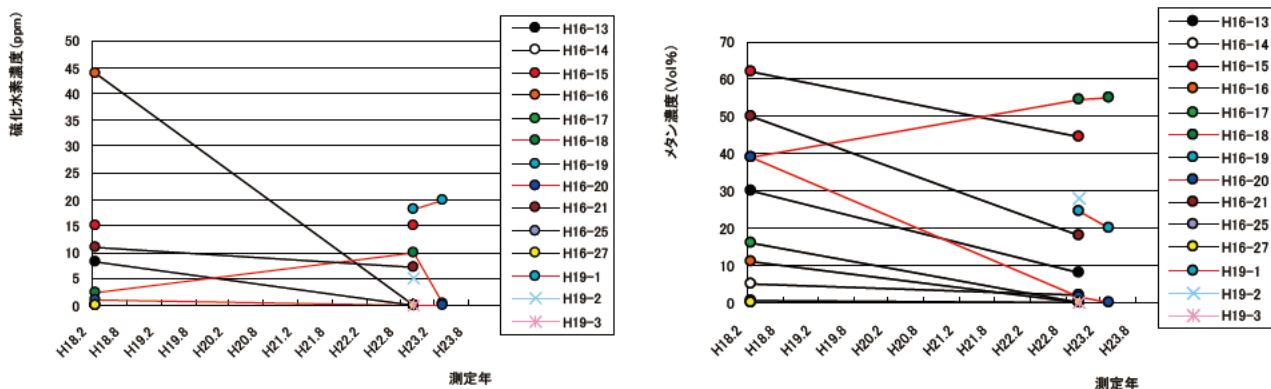 硫化水素濃度(ppm)
50
45
40
35
30
25
20
15
10
5
0
H18.2
H18.8
H19.2
H19.8
H20.2
H20.8
H21.2
H21.8
H22.2
H22.8
H23.2
H23.8
測定年
H16-13
H16-14
H16-15
H16-16
H16-17
H16-18
H16-19
H16-20
H16-21
H16-25
H16-27
H19-1
H19-2
H19-3
メタン濃度(Vol%)
70
60
50
40
30
20
10
0
H18.2
H18.8
H19.2
H19.8
H20.2
H20.8
H21.2
H21.8
H22.2
H22.8
H23.2
H23.8
測定年
H16-13
H16-14
H16-15
H16-16
H16-17
H16-18
H16-19
H16-20
H16-21
H16-25
H16-27
H19-1
H19-2
H19-3